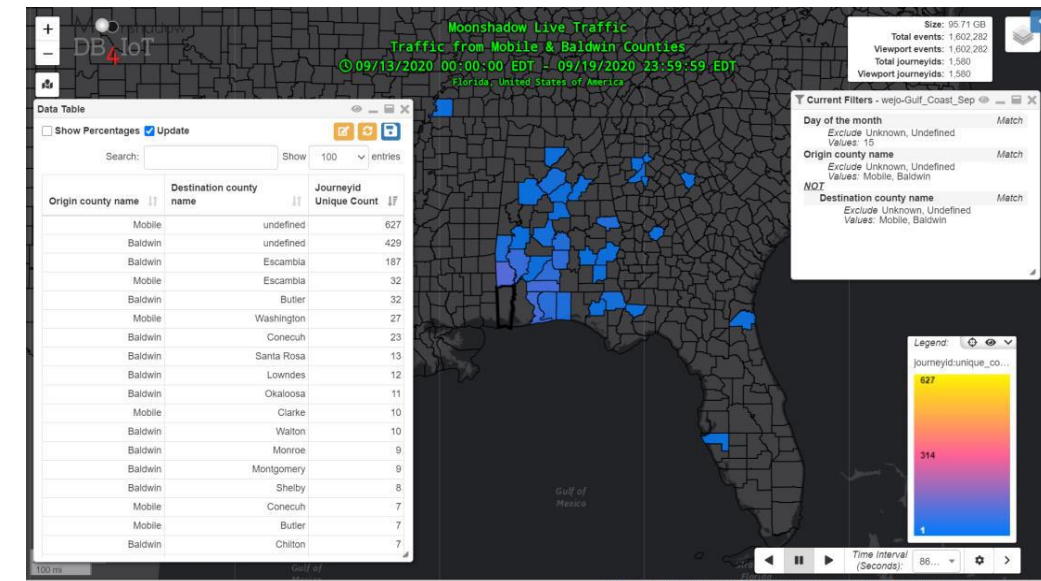 +
−
Moonshadow
DB4IoT
Moonshadow Live Traffic
Traffic from Mobile & Baldwin Counties
09/13/2020 00:00:00 EDT - 09/19/2020 23:59:59 EDT
Florida, United States of America
Size: 95.71 GB
Total events: 1,602,282
Viewport events: 1,602,282
Total journeyids: 1,580
Viewport journeyids: 1,580
Data Table
Show Percentages Update
Search: Show 100 entries
Origin county name Destination county name Journeyid Unique Count
Mobile undefined 627
Baldwin undefined 429
Baldwin Escambia 187
Mobile Escambia 32
Baldwin Butler 32
Mobile Washington 27
Baldwin Conecuh 23
Baldwin Santa Rosa 13
Baldwin Lowndes 12
Baldwin Okaloosa 11
Mobile Clarke 10
Baldwin Walton 10
Baldwin Monroe 9
Baldwin Montgomery 9
Baldwin Shelby 8
Mobile Conecuh 7
Mobile Butler 7
Baldwin Chilton 7
Current Filters - wejo-Gulf_Coast_Sep
Day of the month Match
Exclude Unknown, Undefined
Values: 15
Origin county name Match
Exclude Unknown, Undefined
Values: Mobile, Baldwin
NOT
Destination county name Match
Exclude Unknown, Undefined
Values: Mobile, Baldwin
Legend:
journeyid:unique_co...
627
314
1
Gulf of
Mexico
100 mi
Gulf of
Mexico
Florida
Time Interval
(Seconds): 86...